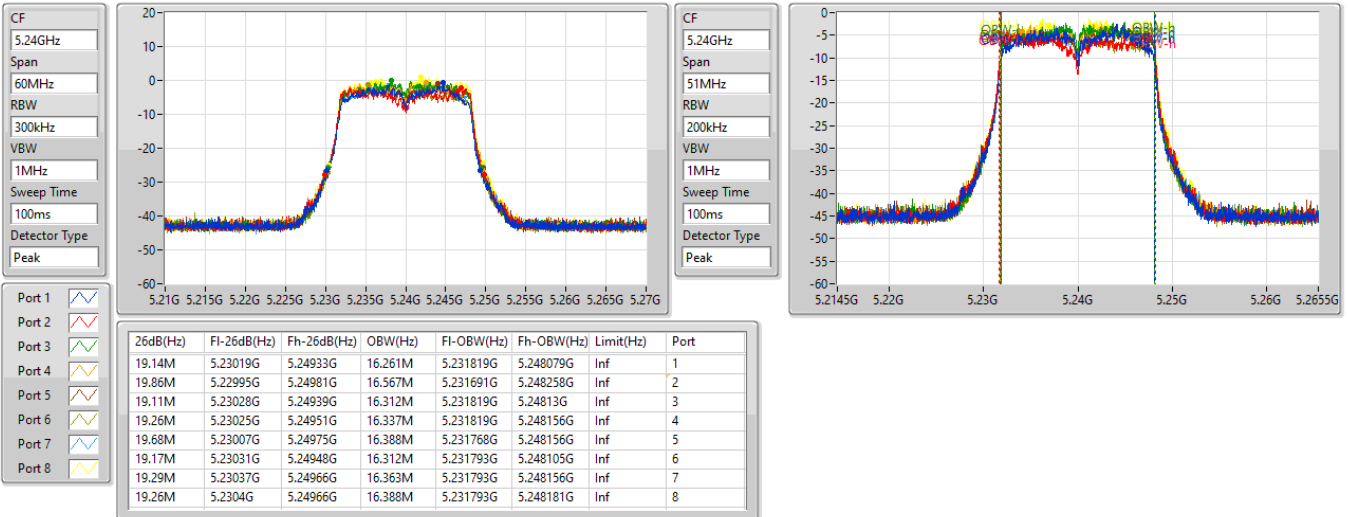 CF
5.24GHz
Span
60MHz
RBW
300kHz
VBW
1MHz
Sweep Time
100ms
Detector Type
Peak
20
10
0
-10
-20
-30
-40
-50
-60
5.21G 5.215G 5.22G 5.225G 5.23G 5.235G 5.24G 5.245G 5.25G 5.255G 5.26G 5.265G 5.27G
CF
5.24GHz
Span
51MHz
RBW
200kHz
VBW
1MHz
Sweep Time
100ms
Detector Type
Peak
0
-5
-10
-15
-20
-25
-30
-35
-40
-45
-50
-55
-60
5.2145G 5.22G 5.23G 5.24G 5.25G 5.26G 5.2655G
Port 1
Port 2
Port 3
Port 4
Port 5
Port 6
Port 7
Port 8
26dB(Hz) Fl-26dB(Hz) Fh-26dB(Hz) OBW(Hz) Fl-OBW(Hz) Fh-OBW(Hz) Limit(Hz) Port
19.14M 5.23019G 5.24933G 16.261M 5.231819G 5.248079G Inf 1
19.86M 5.22995G 5.24981G 16.567M 5.231691G 5.248258G Inf 2
19.11M 5.23028G 5.24939G 16.312M 5.231819G 5.24813G Inf 3
19.26M 5.23025G 5.24951G 16.337M 5.231819G 5.248156G Inf 4
19.68M 5.23007G 5.24975G 16.388M 5.231768G 5.248156G Inf 5
19.17M 5.23031G 5.24948G 16.312M 5.231793G 5.248105G Inf 6
19.29M 5.23037G 5.24966G 16.363M 5.231793G 5.248156G Inf 7
19.26M 5.2304G 5.24966G 16.388M 5.231793G 5.248181G Inf 8